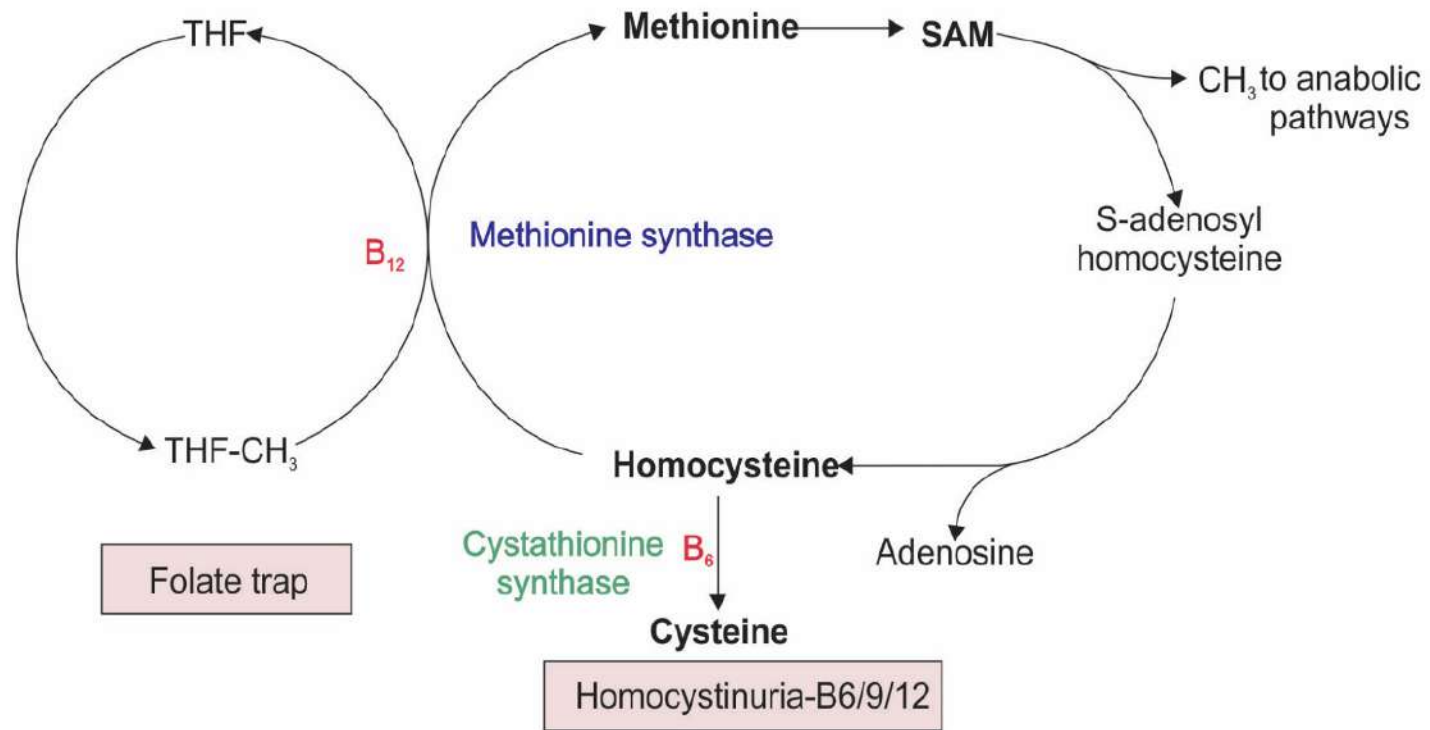 THF
Methionine
SAM
CH₃ to anabolic
pathways
B₁₂
Methionine synthase
S-adenosyl
homocysteine
THF-CH₃
Homocysteine
Cystathionine
synthase
B₆
Adenosine
Folate trap
Cysteine
Homocystinuria-B6/9/12